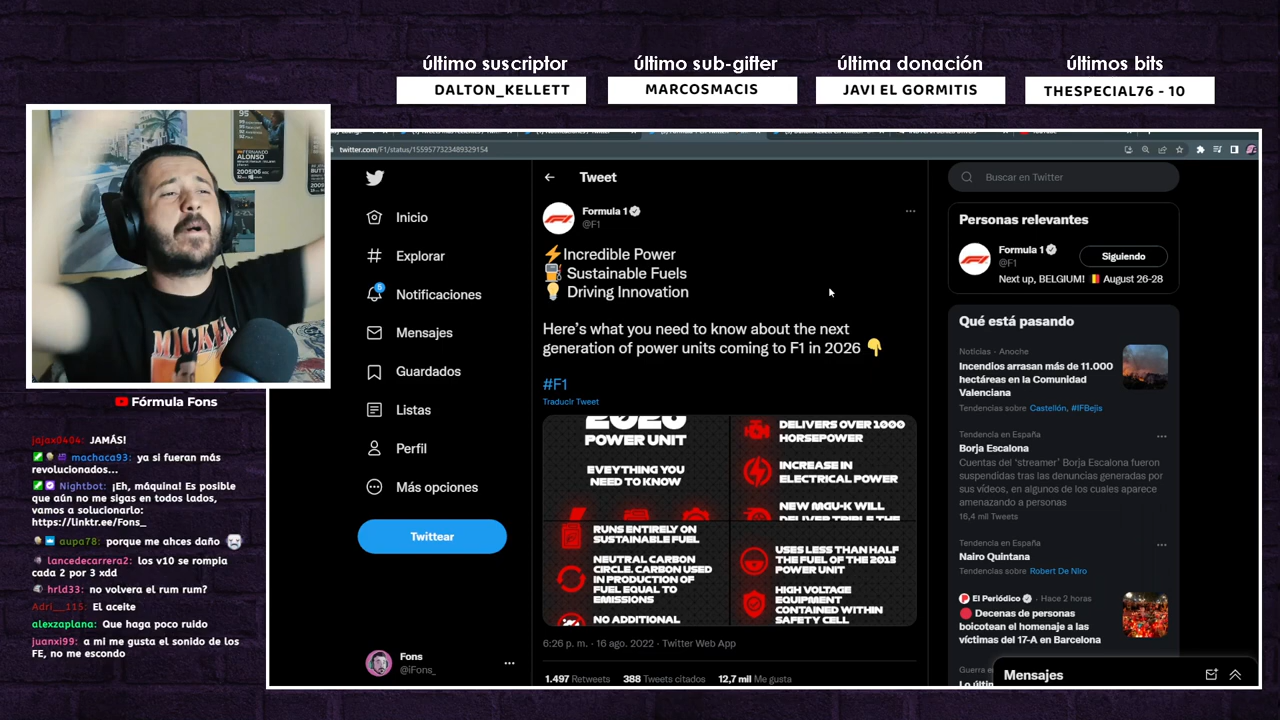 último suscriptor
DALTON_KELLETT
último sub-gifter
MARCOSMACIS
última donación
JAVI EL GORMITIS
últimos bits
THESPECIAL76 - 10
FERNANDO
ALONSO
2005/06
MICKEY
Fórmula Fons
jajax0404: JAMÁS!
machaca93: ya si fueran más
revolucionados...
Nightbot: ¡Eh, máquina! Es posible
que aún no me sigas en todos lados,
vamos a solucionarlo:
https://linktr.ee/Fons_
aupa78: porque me ahces daño
lancedecarrera2: los v10 se rompia
cada 2 por 3 xdd
hrld33: no volvera el rum rum?
Adri__115: El aceite
alexzaplana: Que haga poco ruido
juanxi99: a mi me gusta el sonido de los
FE, no me escondo
twitter.com/F1/status/1559577323489329154
Inicio
Explorar
5
Notificaciones
Mensajes
Guardados
Listas
Perfil
Más opciones
Twittear
Fons
@iFons_
Tweet
Formula 1
@F1
Incredible Power
Sustainable Fuels
Driving Innovation
Here's what you need to know about the next
generation of power units coming to F1 in 2026
#F1
Traducir Tweet
2026
POWER UNIT
EVEYTHING YOU
NEED TO KNOW
DELIVERS OVER 1000
HORSEPOWER
INCREASE IN
ELECTRICAL POWER
NEW MGU-K WILL
DELIVER TRIPLE THE
RUNS ENTIRELY ON
SUSTAINABLE FUEL
NEUTRAL CARBON
CIRCLE. CARBON USED
IN PRODUCTION OF
FUEL EQUAL TO
EMISSIONS
NO ADDITIONAL
USES LESS THAN HALF
THE FUEL OF THE 2013
POWER UNIT
HIGH VOLTAGE
EQUIPMENT
CONTAINED WITHIN
SAFETY CELL
6:26 p. m. · 16 ago. 2022 · Twitter Web App
1.497 Retweets 388 Tweets citados 12,7 mil Me gusta
Buscar en Twitter
Personas relevantes
Formula 1
@F1
Siguiendo
Next up, BELGIUM! August 26-28
Qué está pasando
Noticias · Anoche
Incendios arrasan más de 11.000
hectáreas en la Comunidad
Valenciana
Tendencias sobre Castellón, #IFBejis
Tendencia en España
Borja Escalona
Cuentas del 'streamer' Borja Escalona fueron
suspendidas tras las denuncias generadas por
sus vídeos, en algunos de los cuales aparece
amenazando a personas
16,4 mil Tweets
Tendencia en España
Nairo Quintana
Tendencias sobre Robert De Niro
El Periódico · Hace 2 horas
Decenas de personas
boicotean el homenaje a las
víctimas del 17-A en Barcelona
Guerra e
Mensajes